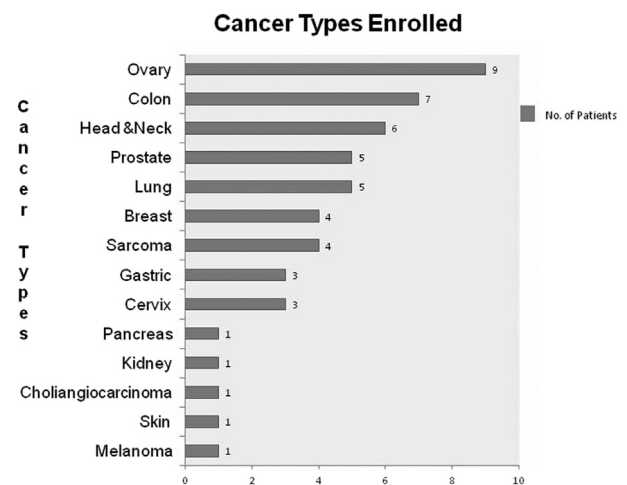 Cancer Types Enrolled
Cancer Types
Ovary 9
Colon 7
Head &Neck 6
Prostate 5
Lung 5
Breast 4
Sarcoma 4
Gastric 3
Cervix 3
Pancreas 1
Kidney 1
Choliangiocarcinoma 1
Skin 1
Melanoma 1
0 2 4 6 8 10
No. of Patients